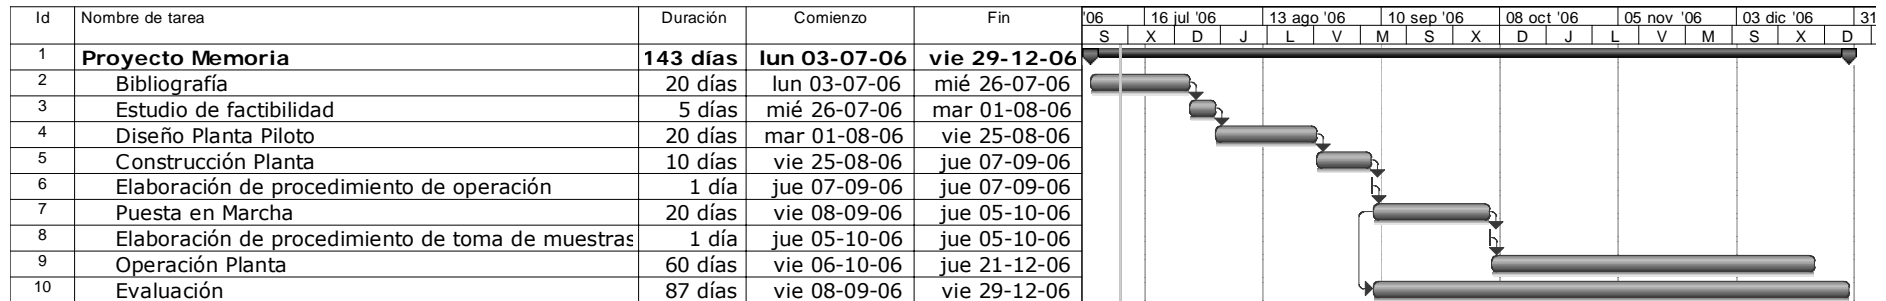 Id Nombre de tarea Duración Comienzo Fin '06 16 jul '06 13 ago '06 10 sep '06 08 oct '06 05 nov '06 03 dic '06 31
S X D J L V M S X D J L V M S X D
1 Proyecto Memoria 143 días lun 03-07-06 vie 29-12-06
2 Bibliografía 20 días lun 03-07-06 mié 26-07-06
3 Estudio de factibilidad 5 días mié 26-07-06 mar 01-08-06
4 Diseño Planta Piloto 20 días mar 01-08-06 vie 25-08-06
5 Construcción Planta 10 días vie 25-08-06 jue 07-09-06
6 Elaboración de procedimiento de operación 1 día jue 07-09-06 jue 07-09-06
7 Puesta en Marcha 20 días vie 08-09-06 jue 05-10-06
8 Elaboración de procedimiento de toma de muestras 1 día jue 05-10-06 jue 05-10-06
9 Operación Planta 60 días vie 06-10-06 jue 21-12-06
10 Evaluación 87 días vie 08-09-06 vie 29-12-06